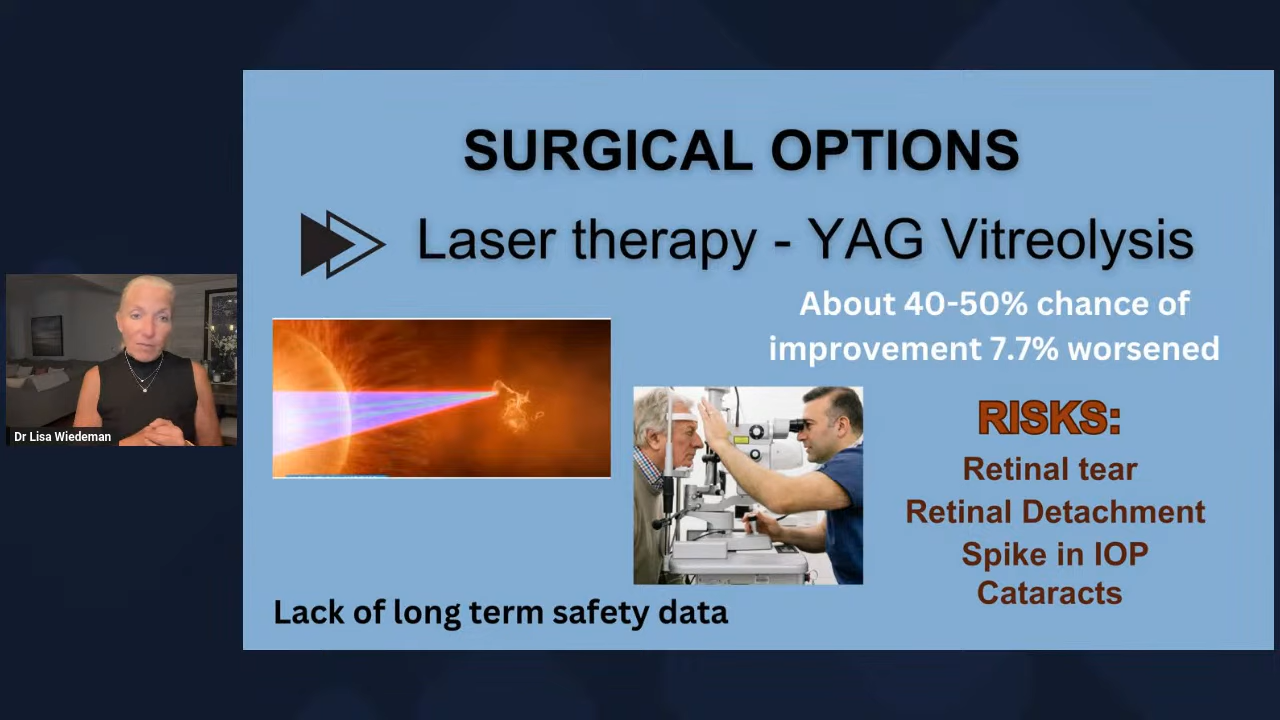 SURGICAL OPTIONS
Laser therapy - YAG Vitreolysis
About 40-50% chance of
improvement 7.7% worsened
RISKS:
Retinal tear
Retinal Detachment
Spike in IOP
Cataracts
Lack of long term safety data
Dr Lisa Wiedeman